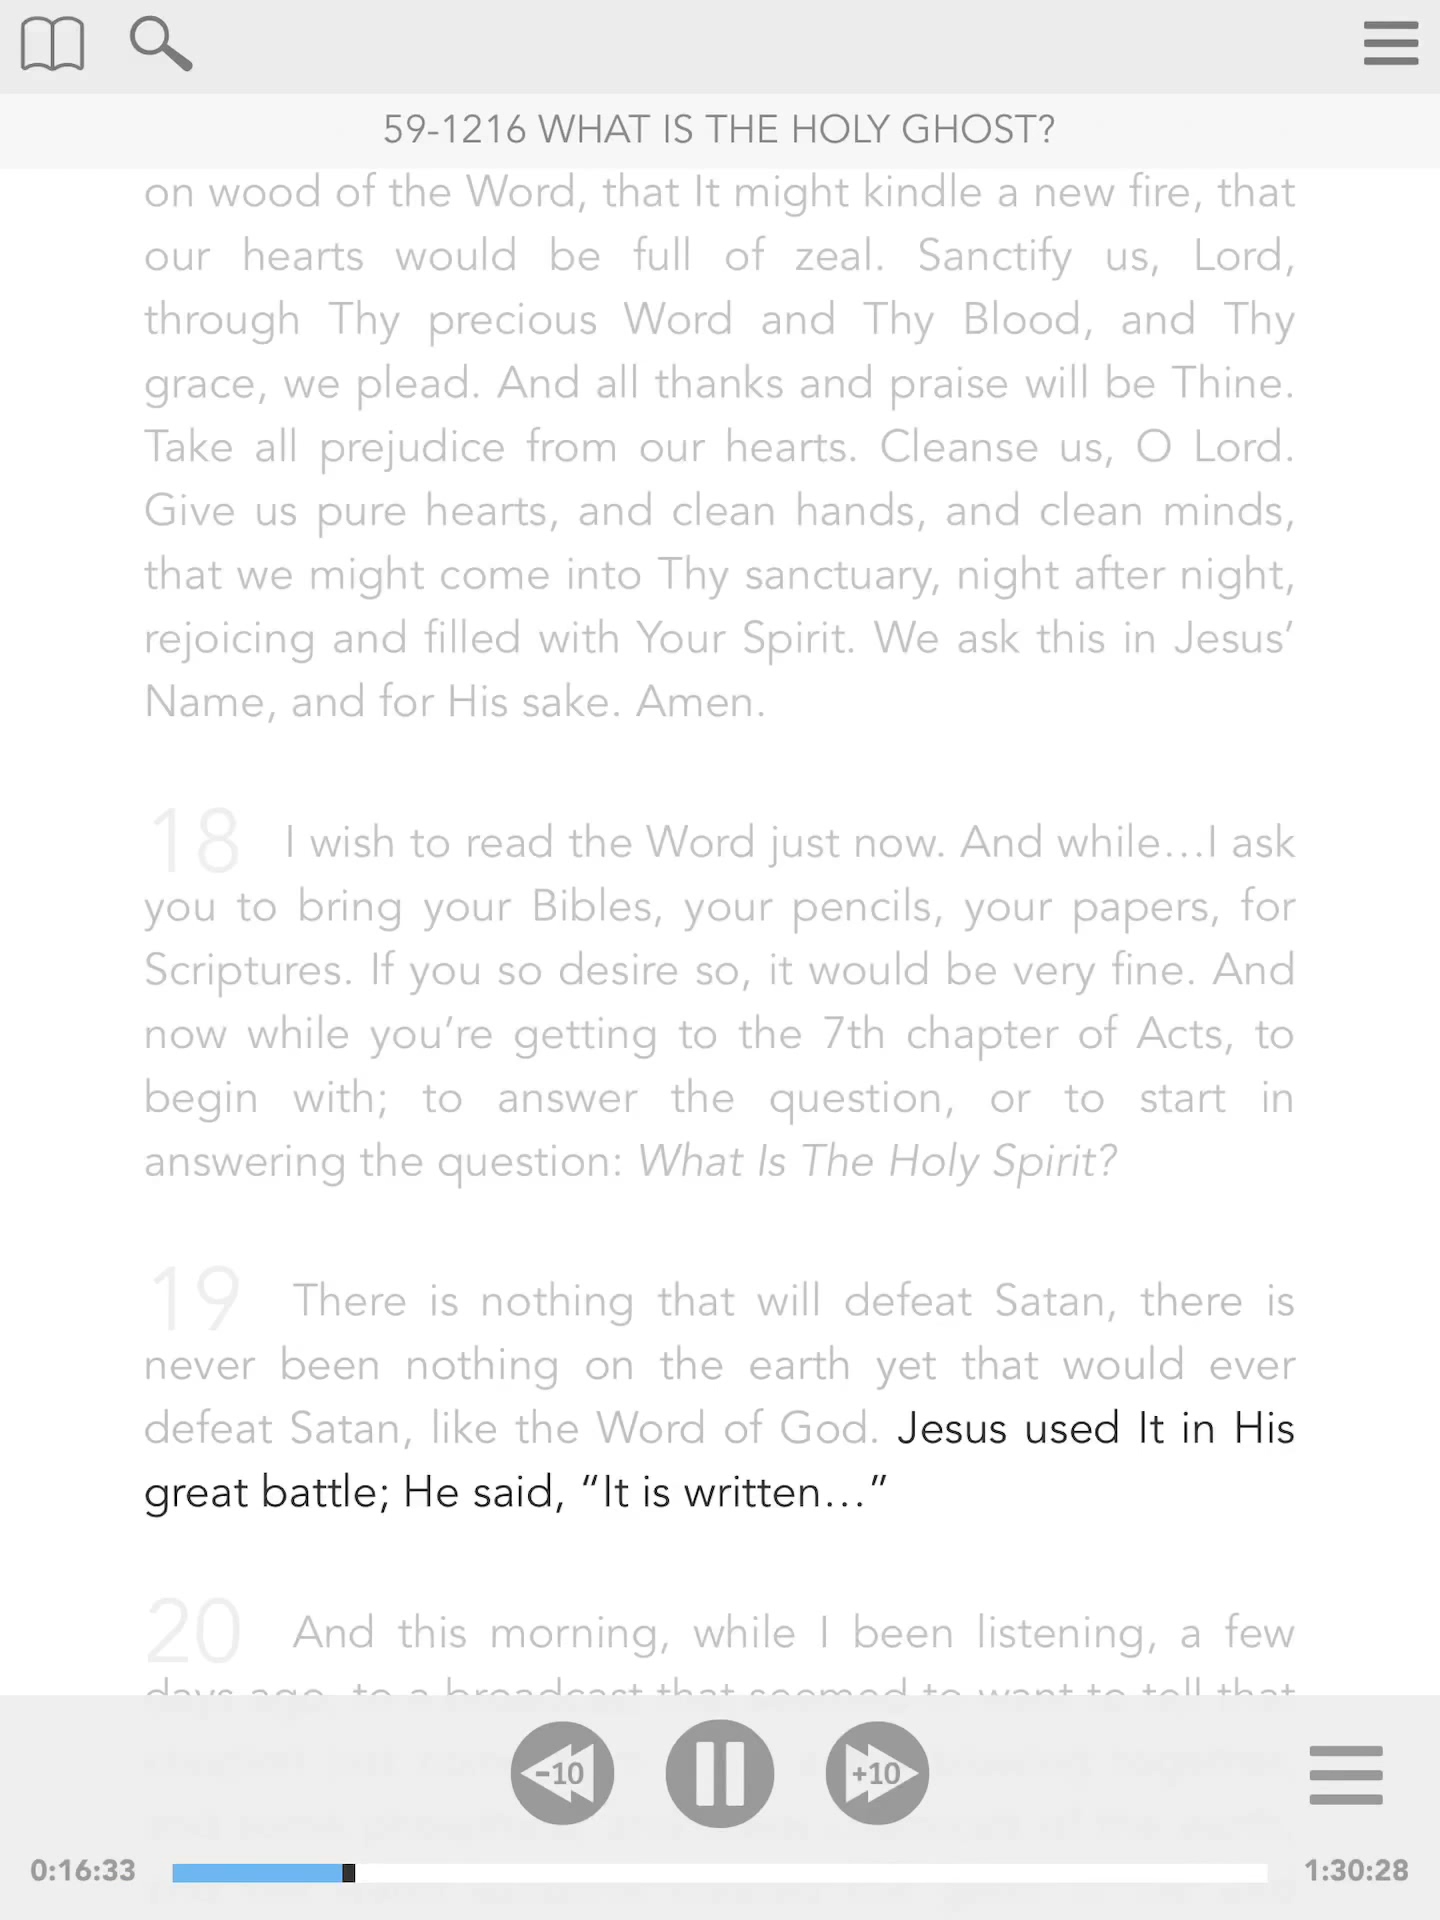 59-1216 WHAT IS THE HOLY GHOST?
on wood of the Word, that It might kindle a new fire, that
our hearts would be full of zeal. Sanctify us, Lord,
through Thy precious Word and Thy Blood, and Thy
grace, we plead. And all thanks and praise will be Thine.
Take all prejudice from our hearts. Cleanse us, O Lord.
Give us pure hearts, and clean hands, and clean minds,
that we might come into Thy sanctuary, night after night,
rejoicing and filled with Your Spirit. We ask this in Jesus’
Name, and for His sake. Amen.
18 I wish to read the Word just now. And while…I ask
you to bring your Bibles, your pencils, your papers, for
Scriptures. If you so desire so, it would be very fine. And
now while you’re getting to the 7th chapter of Acts, to
begin with; to answer the question, or to start in
answering the question: What Is The Holy Spirit?
19 There is nothing that will defeat Satan, there is
never been nothing on the earth yet that would ever
defeat Satan, like the Word of God. Jesus used It in His
great battle; He said, “It is written…”
20 And this morning, while I been listening, a few
days ago, to a broadcast that seemed to want to tell that
-10 +10
0:16:33 1:30:28